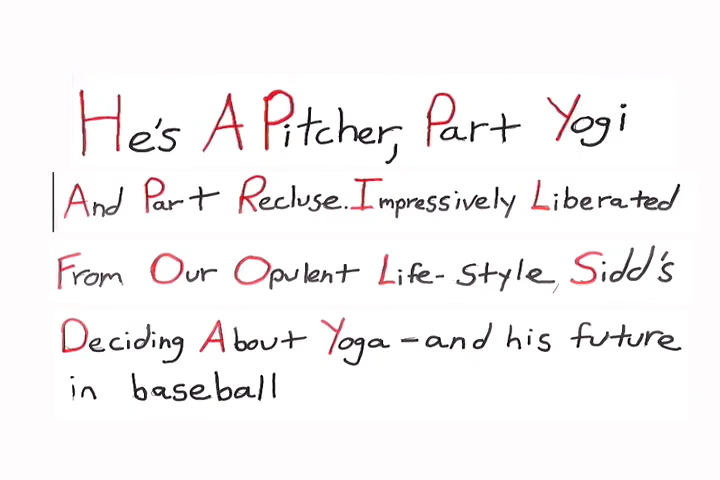 He's A Pitcher, Part Yogi
And Part Recluse. Impressively Liberated
From Our Opulent Life-style, Sidd's
Deciding About Yoga-and his future
in baseball